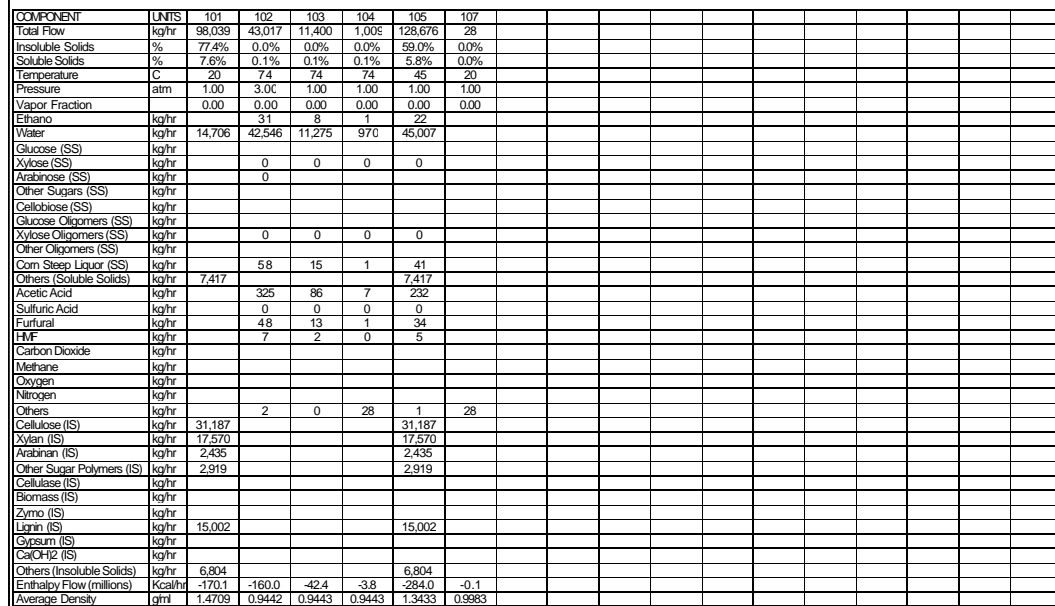 COMPONENT UNITS 101 102 103 104 105 107
Total Flow kg/hr 98,039 43,017 11,400 1,009 128,676 28
Insoluble Solids % 77.4% 0.0% 0.0% 0.0% 59.0% 0.0%
Soluble Solids % 7.6% 0.1% 0.1% 0.1% 5.8% 0.0%
Temperature C 20 74 74 74 45 20
Pressure atm 1.00 3.00 1.00 1.00 1.00 1.00
Vapor Fraction 0.00 0.00 0.00 0.00 0.00 0.00
Ethano kg/hr 31 8 1 22
Water kg/hr 14,706 42,546 11,275 970 45,007
Glucose (SS) kg/hr
Xylose (SS) kg/hr 0 0 0 0
Arabinose (SS) kg/hr 0
Other Sugars (SS) kg/hr
Cellobiose (SS) kg/hr
Glucose Oligomers (SS) kg/hr
Xylose Oligomers (SS) kg/hr 0 0 0 0
Other Oligomers (SS) kg/hr
Corn Steep Liquor (SS) kg/hr 58 15 1 41
Others (Soluble Solids) kg/hr 7,417 7,417
Acetic Acid kg/hr 325 86 7 232
Sulfuric Acid kg/hr 0 0 0 0
Furfural kg/hr 48 13 1 34
HMF kg/hr 7 2 0 5
Carbon Dioxide kg/hr
Methane kg/hr
Oxygen kg/hr
Nitrogen kg/hr
Others kg/hr 2 0 28 1 28
Cellulose (IS) kg/hr 31,187 31,187
Xylan (IS) kg/hr 17,570 17,570
Arabinan (IS) kg/hr 2,435 2,435
Other Sugar Polymers (IS) kg/hr 2,919 2,919
Cellulase (IS) kg/hr
Biomass (IS) kg/hr
Zymo (IS) kg/hr
Lignin (IS) kg/hr 15,002 15,002
Gypsum (IS) kg/hr
Ca(OH)2 (IS) kg/hr
Others (Insoluble Solids) kg/hr 6,804 6,804
Enthalpy Flow (millions) Kcal/hr -170.1 -160.0 -42.4 -3.8 -284.0 -0.1
Average Density g/ml 1.4709 0.9442 0.9443 0.9443 1.3433 0.9983